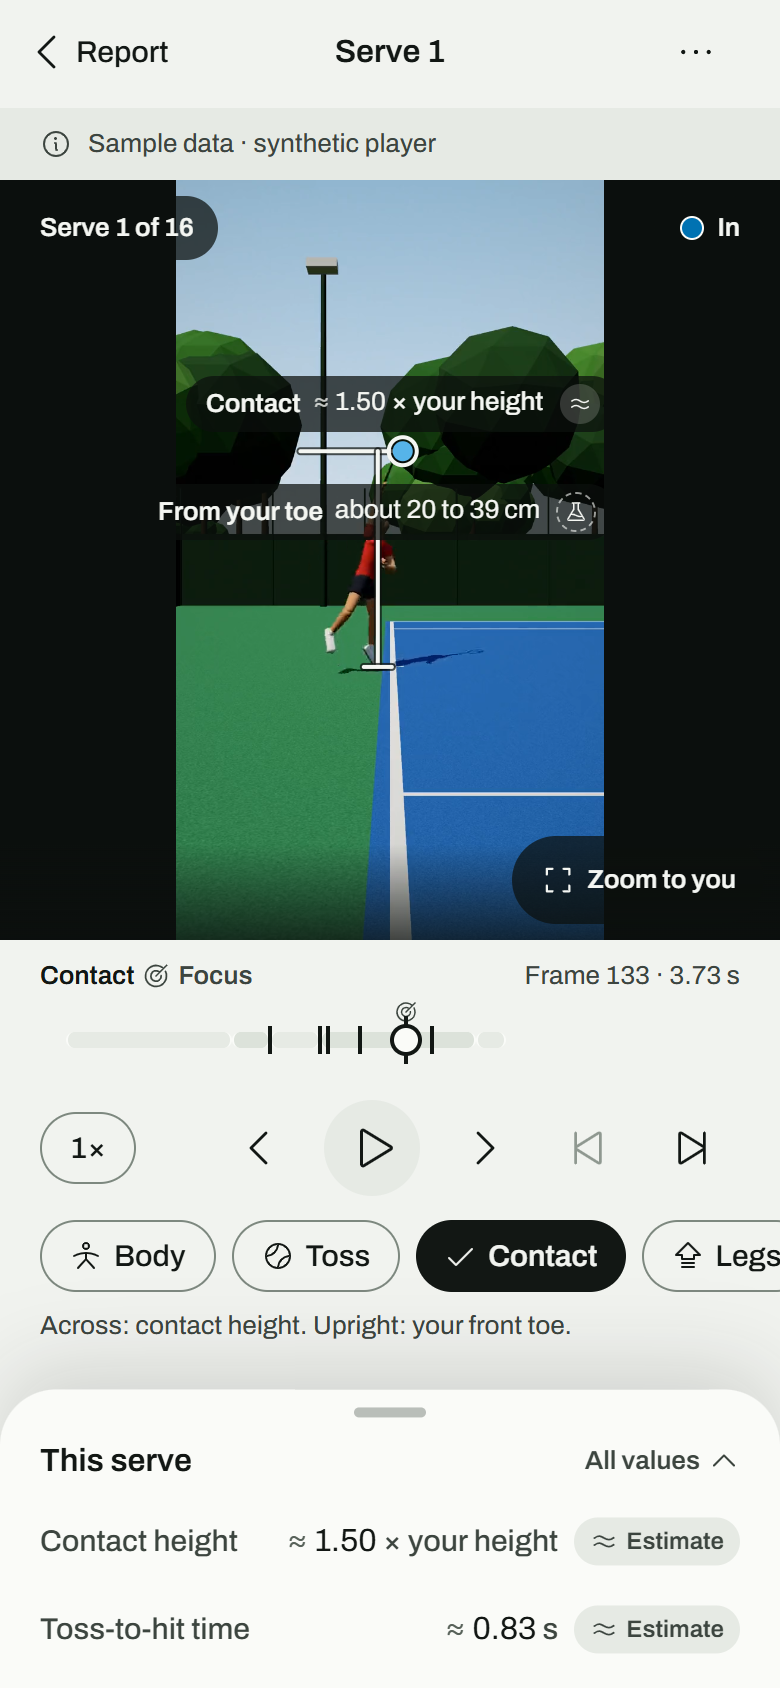 Report
Serve 1
Sample data · synthetic player
Serve 1 of 16
In
Contact ≈ 1.50 × your height
From your toe about 20 to 39 cm
Zoom to you
Contact Focus
Frame 133 · 3.73 s
1×
Body
Toss
Contact
Legs
Across: contact height. Upright: your front toe.
This serve
All values
Contact height ≈ 1.50 × your height Estimate
Toss-to-hit time ≈ 0.83 s Estimate